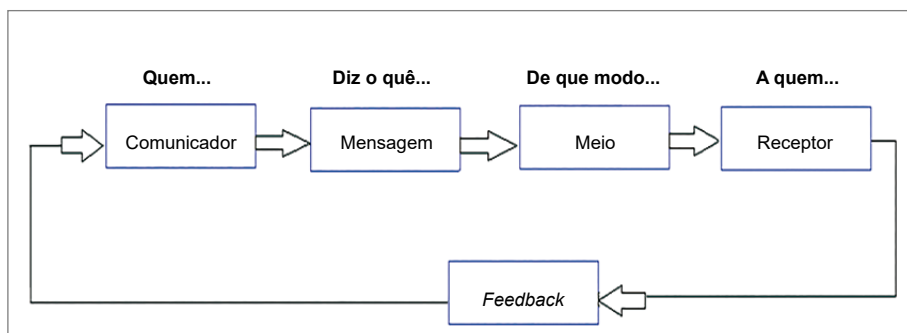 Quem... Diz o quê... De que modo... A quem...
Comunicador Mensagem Meio Receptor
Feedback